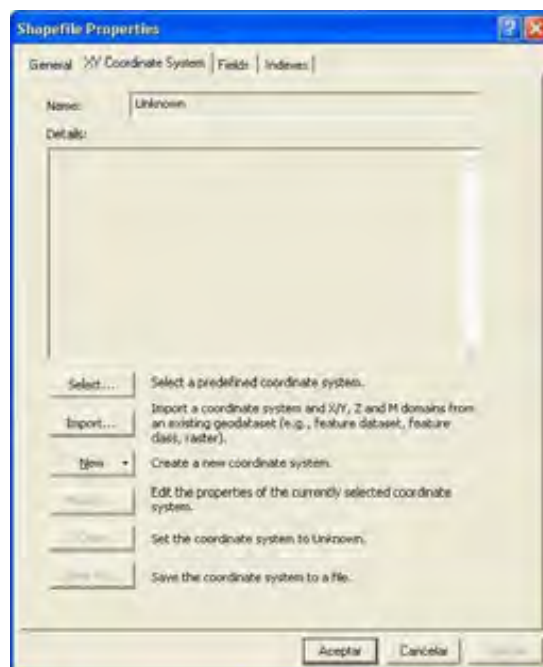 Shapefile Properties
General XY Coordinate System Fields Indexes
Name: Unknown
Details:
Select... Select a predefined coordinate system.
Import... Import a coordinate system and X/Y, Z and M domains from
an existing geodataset (e.g., feature dataset, feature
class, raster).
New Create a new coordinate system.
Edit the properties of the currently selected coordinate
system.
Set the coordinate system to Unknown.
Save the coordinate system to a file.
Aceptar Cancelar